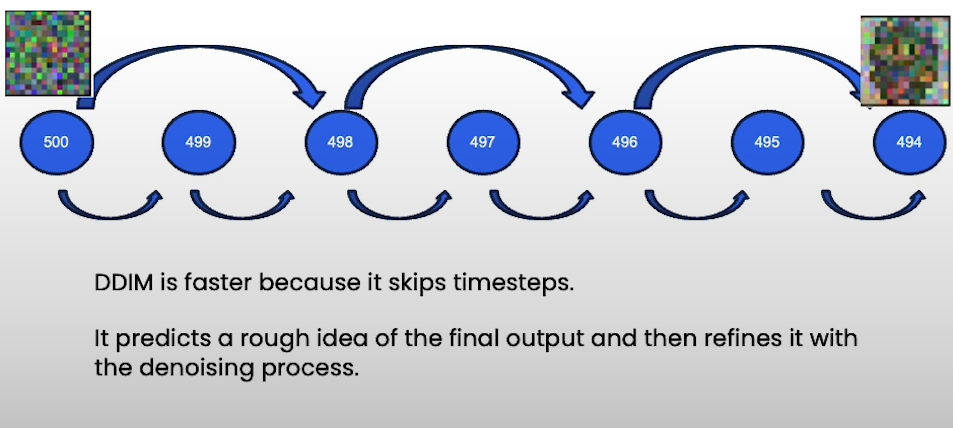 500 499 498 497 496 495 494
DDIM is faster because it skips timesteps.
It predicts a rough idea of the final output and then refines it with
the denoising process.